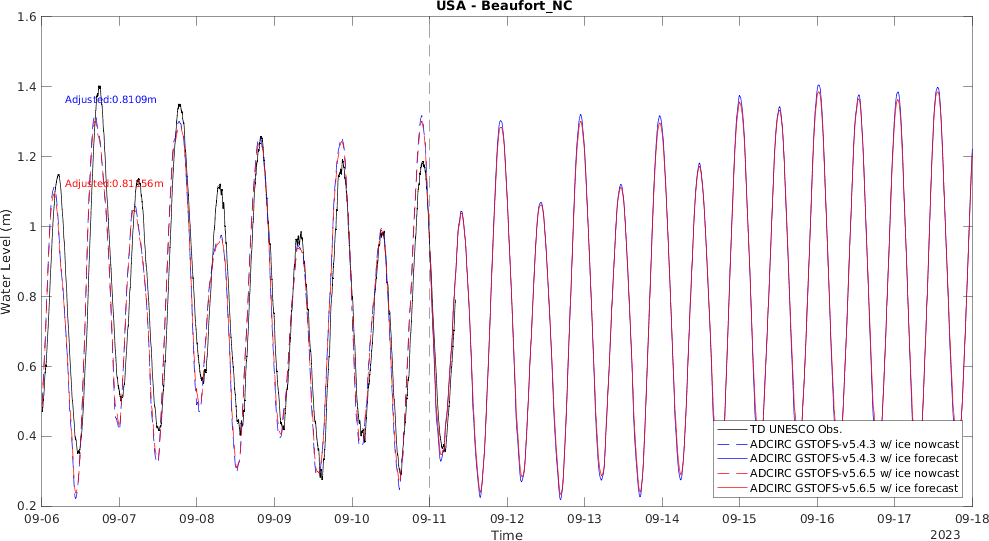 USA - Beaufort_NC
Water Level (m)
1.6
1.4
1.2
1
0.8
0.6
0.4
0.2
Adjusted:0.8109m
TD UNESCO Obs.
ADCIRC GSTOFS-v5.4.3 w/ ice nowcast
ADCIRC GSTOFS-v5.4.3 w/ ice forecast
ADCIRC GSTOFS-v5.6.5 w/ ice nowcast
ADCIRC GSTOFS-v5.6.5 w/ ice forecast
09-06 09-07 09-08 09-09 09-10 09-11 09-12 09-13 09-14 09-15 09-16 09-17 09-18
Time
2023